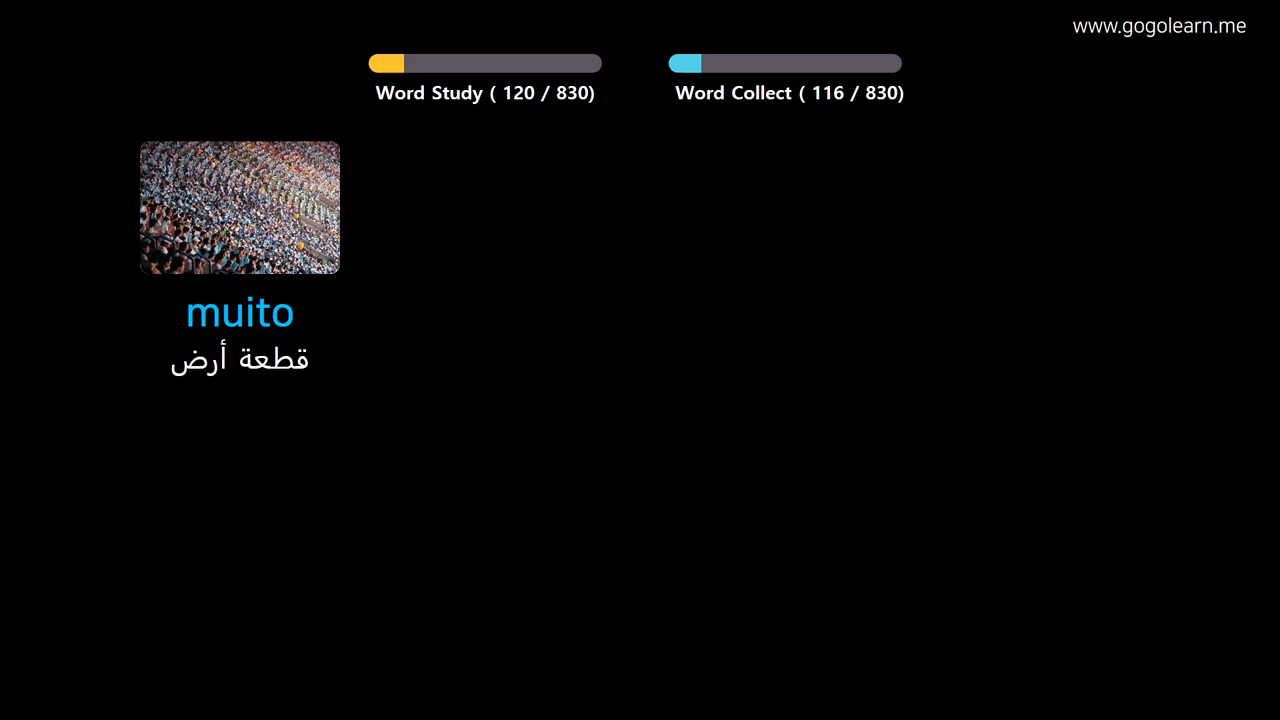 www.gogolearn.me
Word Study ( 120 / 830)
Word Collect ( 116 / 830)
muito
قطعة أرض